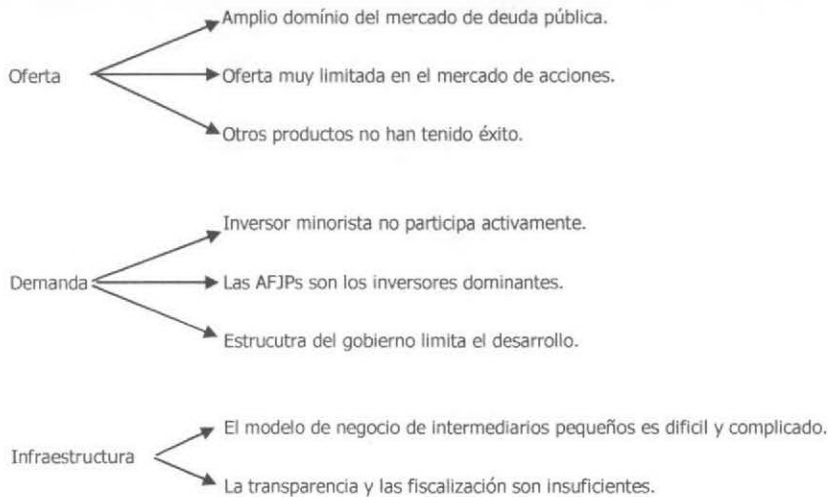 Amplio domínio del mercado de deuda pública.
Oferta
Oferta muy limitada en el mercado de acciones.
Otros productos no han tenido éxito.
Inversor minorista no participa activamente.
Demanda
Las AFJPs son los inversores dominantes.
Estrucutra del gobierno limita el desarrollo.
El modelo de negocio de intermediarios pequeños es dificil y complicado.
Infraestructura
La transparencia y las fiscalización son insuficientes.